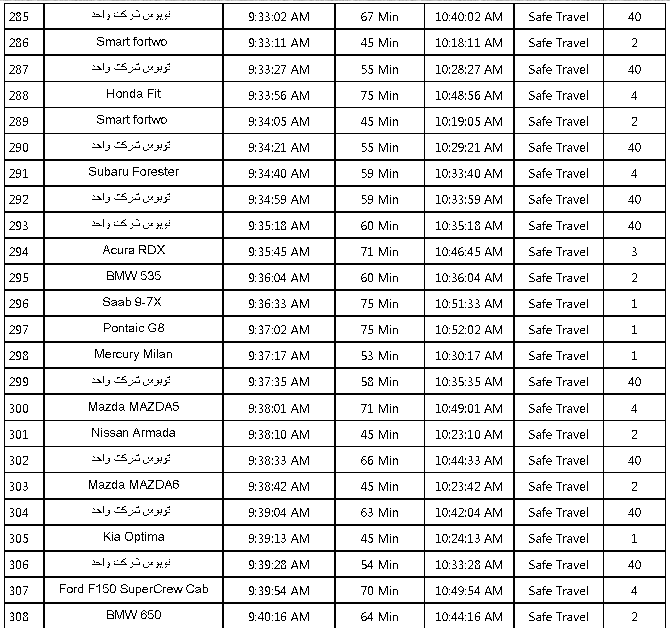 285 توبوس شرکت واحد 9:33:02 AM 67 Min 10:40:02 AM Safe Travel 40
286 Smart fortwo 9:33:11 AM 45 Min 10:18:11 AM Safe Travel 2
287 توبوس شرکت واحد 9:33:27 AM 55 Min 10:28:27 AM Safe Travel 40
288 Honda Fit 9:33:56 AM 75 Min 10:48:56 AM Safe Travel 4
289 Smart fortwo 9:34:05 AM 45 Min 10:19:05 AM Safe Travel 2
290 توبوس شرکت واحد 9:34:21 AM 55 Min 10:29:21 AM Safe Travel 40
291 Subaru Forester 9:34:40 AM 59 Min 10:33:40 AM Safe Travel 4
292 توبوس شرکت واحد 9:34:59 AM 59 Min 10:33:59 AM Safe Travel 40
293 توبوس شرکت واحد 9:35:18 AM 60 Min 10:35:18 AM Safe Travel 40
294 Acura RDX 9:35:45 AM 71 Min 10:46:45 AM Safe Travel 3
295 BMW 535 9:36:04 AM 60 Min 10:36:04 AM Safe Travel 2
296 Saab 9-7X 9:36:33 AM 75 Min 10:51:33 AM Safe Travel 1
297 Pontaic G8 9:37:02 AM 75 Min 10:52:02 AM Safe Travel 1
298 Mercury Milan 9:37:17 AM 53 Min 10:30:17 AM Safe Travel 1
299 توبوس شرکت واحد 9:37:35 AM 58 Min 10:35:35 AM Safe Travel 40
300 Mazda MAZDA5 9:38:01 AM 71 Min 10:49:01 AM Safe Travel 4
301 Nissan Armada 9:38:10 AM 45 Min 10:23:10 AM Safe Travel 2
302 توبوس شرکت واحد 9:38:33 AM 66 Min 10:44:33 AM Safe Travel 40
303 Mazda MAZDA6 9:38:42 AM 45 Min 10:23:42 AM Safe Travel 2
304 توبوس شرکت واحد 9:39:04 AM 63 Min 10:42:04 AM Safe Travel 40
305 Kia Optima 9:39:13 AM 45 Min 10:24:13 AM Safe Travel 1
306 توبوس شرکت واحد 9:39:28 AM 54 Min 10:33:28 AM Safe Travel 40
307 Ford F150 SuperCrew Cab 9:39:54 AM 70 Min 10:49:54 AM Safe Travel 4
308 BMW 650 9:40:16 AM 64 Min 10:44:16 AM Safe Travel 2